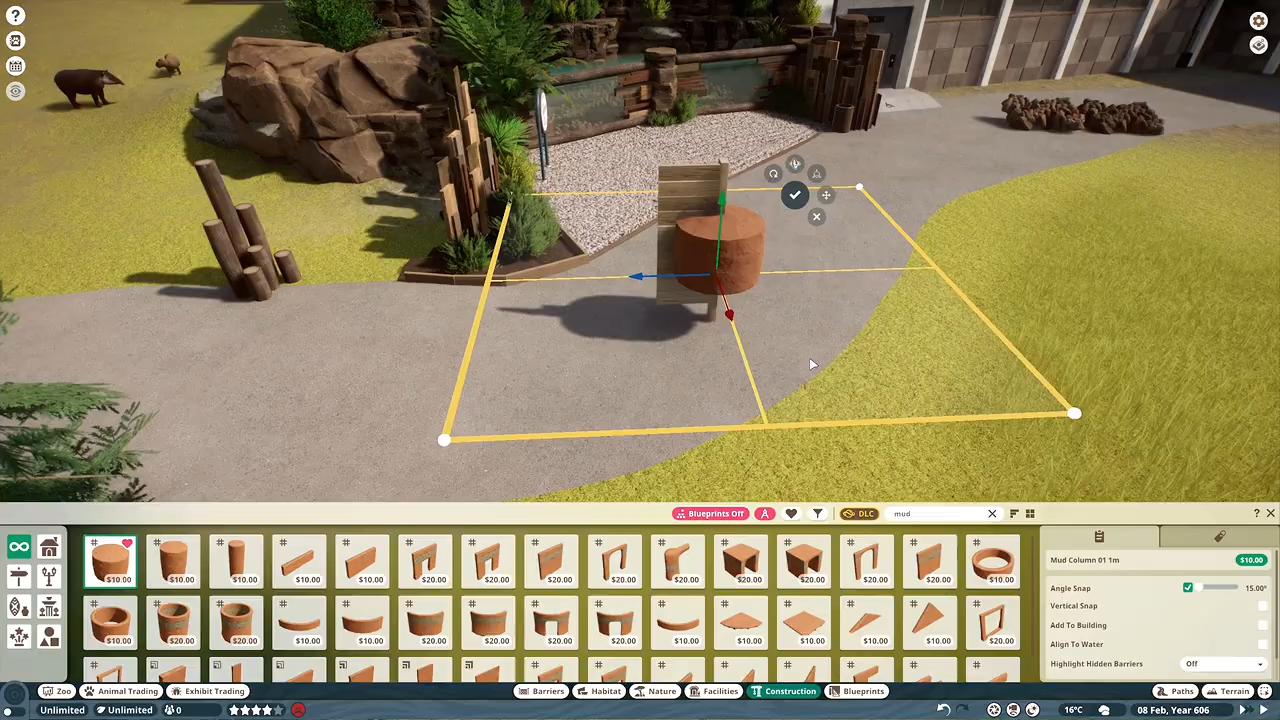 Blueprints Off
A
DLC
mud
?
$10.00 $10.00 $10.00 $10.00 $10.00 $20.00 $20.00 $20.00 $20.00 $20.00 $20.00 $20.00 $20.00 $20.00 $10.00
$10.00 $20.00 $20.00 $10.00 $10.00 $20.00 $20.00 $20.00 $20.00 $10.00 $20.00 $10.00 $10.00 $10.00 $20.00
Mud Column 01 1m
$10.00
Angle Snap
15.00°
Vertical Snap
Add To Building
Align To Water
Highlight Hidden Barriers
Off
Zoo
Animal Trading
Exhibit Trading
Barriers
Habitat
Nature
Facilities
Construction
Blueprints
Paths
Terrain
Unlimited
Unlimited
0
16°C
08 Feb, Year 606